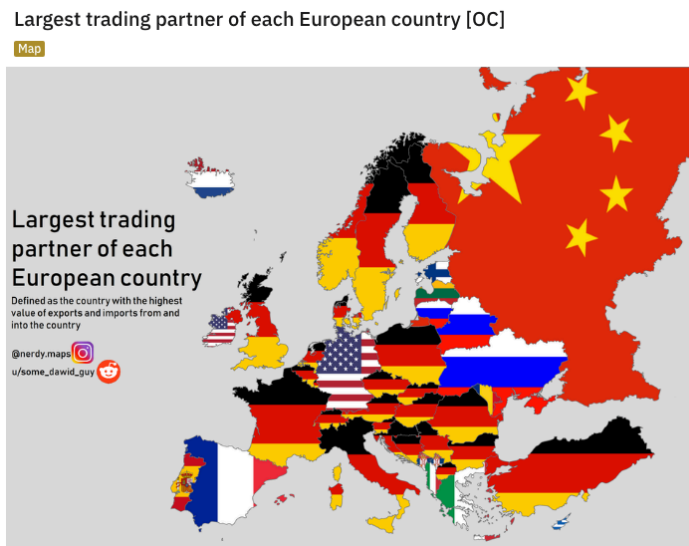 Largest trading partner of each European country [OC]
Map
Largest trading
partner of each
European country
Defined as the country with the highest
value of exports and imports from and
into the country
@nerdy.maps
u/some_dawid_guy